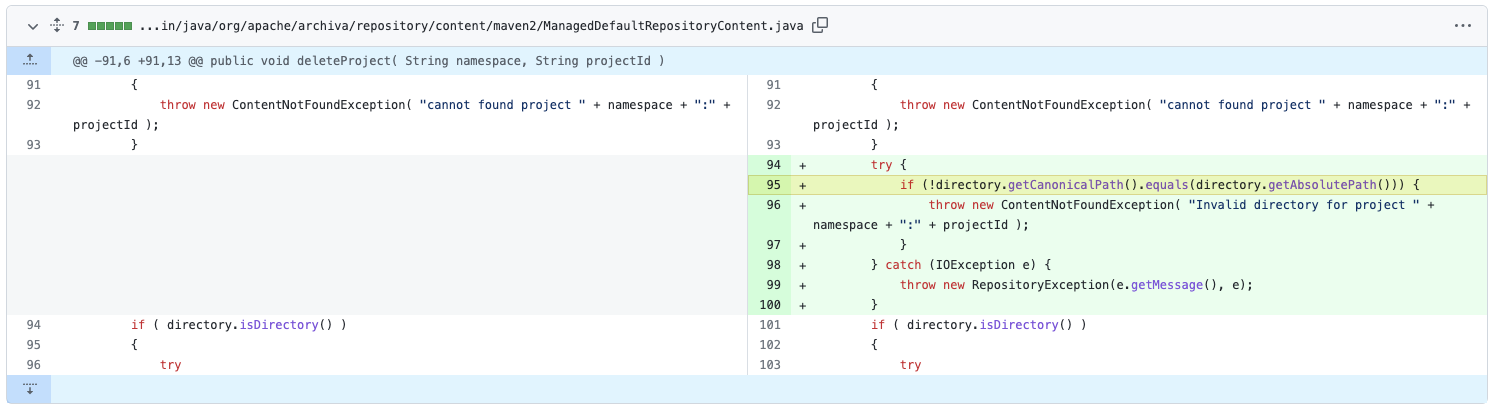 7 ...in/java/org/apache/archiva/repository/content/maven2/ManagedDefaultRepositoryContent.java
@@ -91,6 +91,13 @@ public void deleteProject( String namespace, String projectId )
91 {
92 throw new ContentNotFoundException( "cannot found project " + namespace + ":" +
projectId );
93 }
94 if ( directory.isDirectory() )
95 {
96 try
91 {
92 throw new ContentNotFoundException( "cannot found project " + namespace + ":" +
projectId );
93 }
94 + try {
95 + if (!directory.getCanonicalPath().equals(directory.getAbsolutePath())) {
96 + throw new ContentNotFoundException( "Invalid directory for project " +
namespace + ":" + projectId );
97 + }
98 + } catch (IOException e) {
99 + throw new RepositoryException(e.getMessage(), e);
100 + }
101 if ( directory.isDirectory() )
102 {
103 try